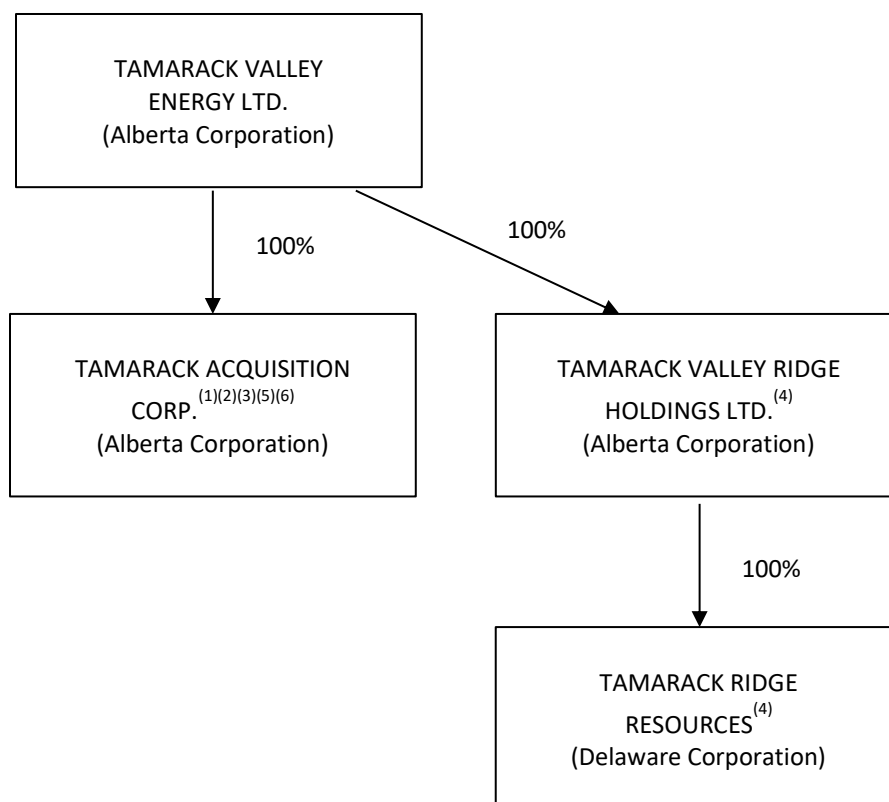 TAMARACK VALLEY
ENERGY LTD.
(Alberta Corporation)
100%
100%
TAMARACK ACQUISITION
CORP.(1)(2)(3)(5)(6)
(Alberta Corporation)
TAMARACK VALLEY RIDGE
HOLDINGS LTD.(4)
(Alberta Corporation)
100%
TAMARACK RIDGE
RESOURCES(4)
(Delaware Corporation)